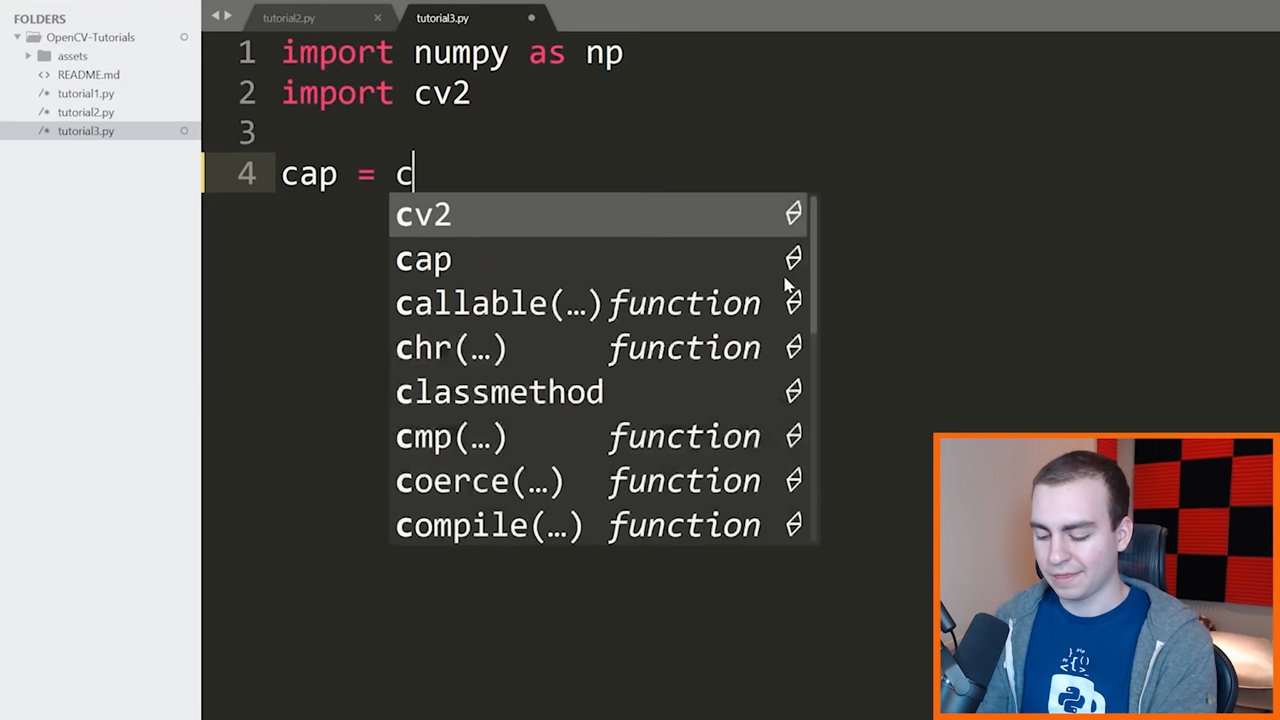 FOLDERS
OpenCV-Tutorials
assets
README.md
tutorial1.py
tutorial2.py
tutorial3.py
tutorial2.py ×
tutorial3.py
1 import numpy as np
2 import cv2
3
4 cap = c
cv2
cap
callable(…) function
chr(…) function
classmethod
cmp(…) function
coerce(…) function
compile(…) function